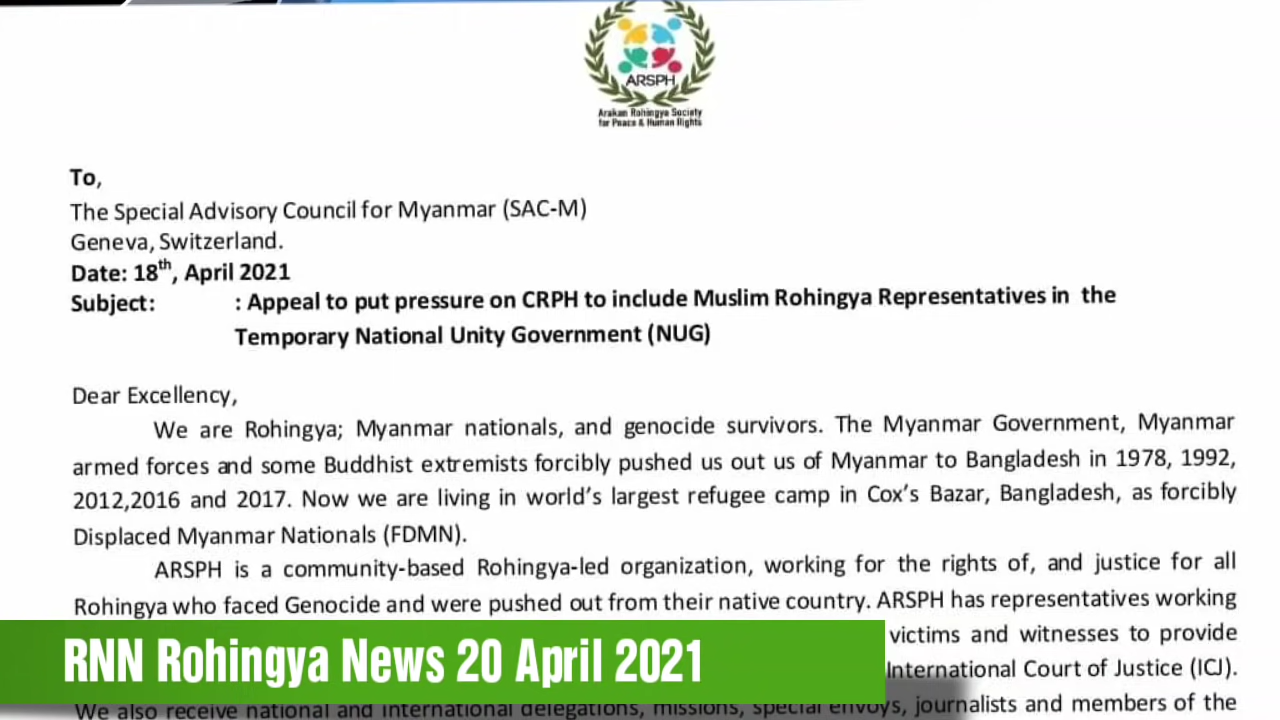 ARSPH
Arakan Rohingya Society
for Peace & Human Rights
To,
The Special Advisory Council for Myanmar (SAC-M)
Geneva, Switzerland.
Date: 18th, April 2021
Subject: : Appeal to put pressure on CRPH to include Muslim Rohingya Representatives in the
Temporary National Unity Government (NUG)
Dear Excellency,
We are Rohingya; Myanmar nationals, and genocide survivors. The Myanmar Government, Myanmar
armed forces and some Buddhist extremists forcibly pushed us out us of Myanmar to Bangladesh in 1978, 1992,
2012,2016 and 2017. Now we are living in world's largest refugee camp in Cox's Bazar, Bangladesh, as forcibly
Displaced Myanmar Nationals (FDMN).
ARSPH is a community-based Rohingya-led organization, working for the rights of, and justice for all
Rohingya who faced Genocide and were pushed out from their native country. ARSPH has representatives working
victims and witnesses to provide
International Court of Justice (ICJ).
We also receive national and international delegations, missions, special envoys, journalists and members of the
RNN Rohingya News 20 April 2021